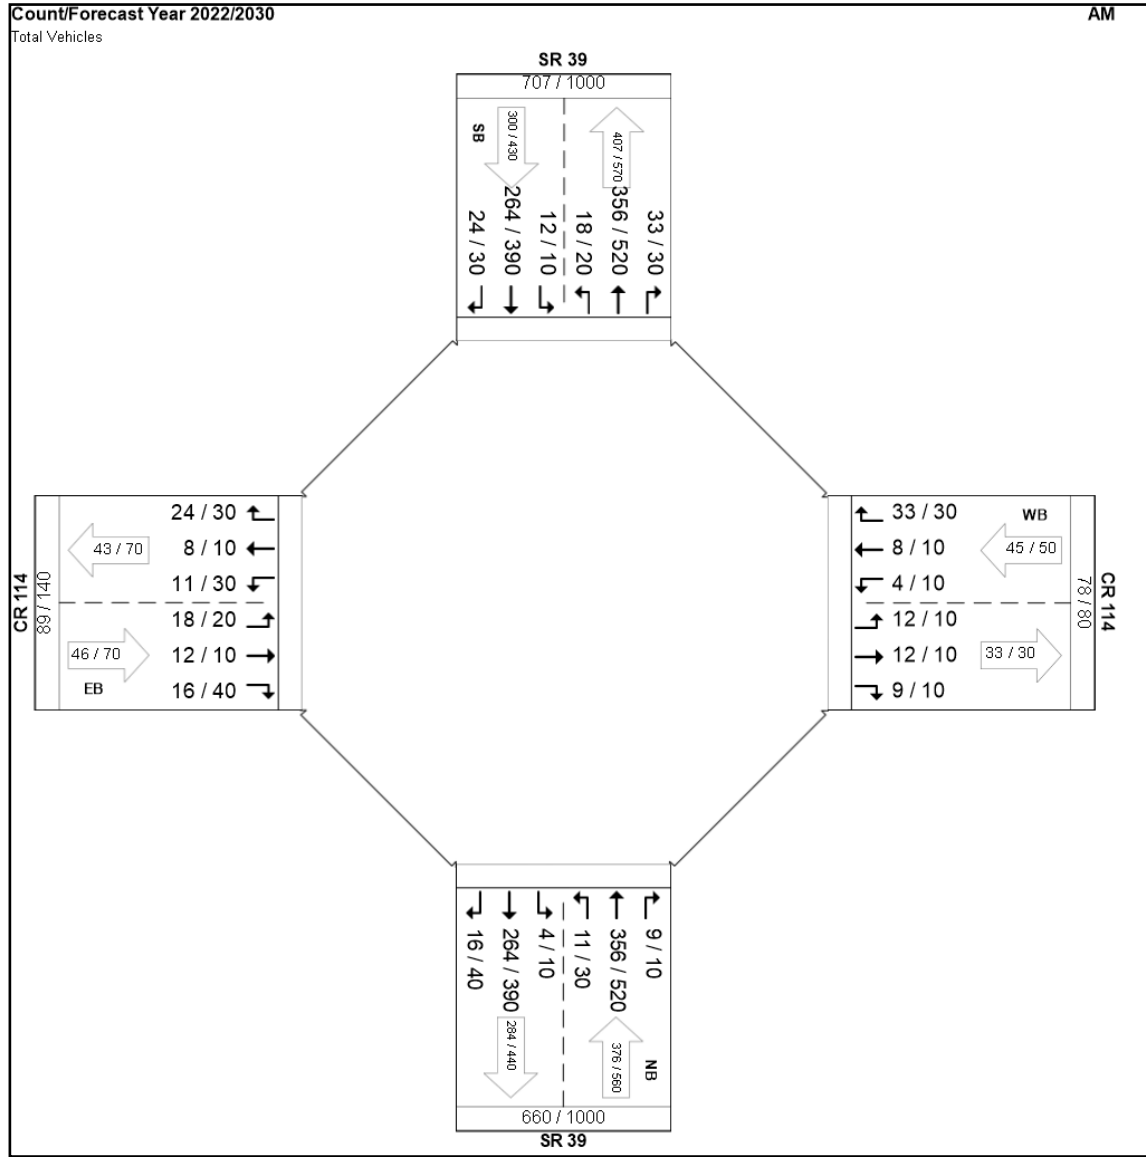 Count/Forecast Year 2022/2030
AM
Total Vehicles
SR 39
707 / 1000
SB
300 / 430
407 / 570
24 / 30
264 / 390
12 / 10
18 / 20
356 / 520
33 / 30
CR 114
89 / 140
43 / 70
24 / 30
8 / 10
11 / 30
18 / 20
12 / 10
16 / 40
46 / 70
EB
33 / 30
8 / 10
4 / 10
12 / 10
12 / 10
9 / 10
WB
45 / 50
33 / 30
78 / 80
CR 114
16 / 40
264 / 390
4 / 10
11 / 30
356 / 520
9 / 10
284 / 440
376 / 560
NB
660 / 1000
SR 39